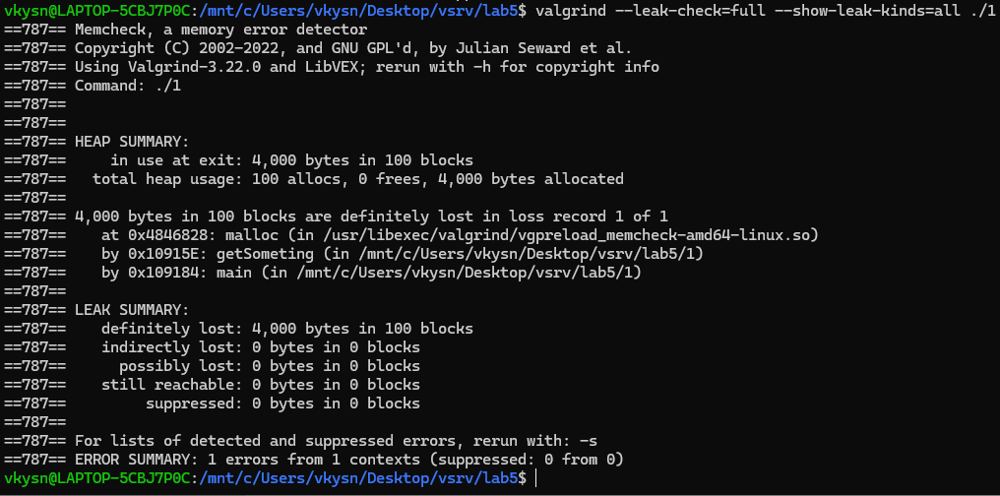 vkysn@LAPTOP-5CBJ7P0C:/mnt/c/Users/vkysn/Desktop/vsrv/lab5$ valgrind --leak-check=full --show-leak-kinds=all ./1
==787== Memcheck, a memory error detector
==787== Copyright (C) 2002-2022, and GNU GPL'd, by Julian Seward et al.
==787== Using Valgrind-3.22.0 and LibVEX; rerun with -h for copyright info
==787== Command: ./1
==787==
==787==
==787== HEAP SUMMARY:
==787==     in use at exit: 4,000 bytes in 100 blocks
==787==   total heap usage: 100 allocs, 0 frees, 4,000 bytes allocated
==787==
==787== 4,000 bytes in 100 blocks are definitely lost in loss record 1 of 1
==787==    at 0x4846828: malloc (in /usr/libexec/valgrind/vgpreload_memcheck-amd64-linux.so)
==787==    by 0x10915E: getSometing (in /mnt/c/Users/vkysn/Desktop/vsrv/lab5/1)
==787==    by 0x109184: main (in /mnt/c/Users/vkysn/Desktop/vsrv/lab5/1)
==787==
==787== LEAK SUMMARY:
==787==    definitely lost: 4,000 bytes in 100 blocks
==787==    indirectly lost: 0 bytes in 0 blocks
==787==      possibly lost: 0 bytes in 0 blocks
==787==    still reachable: 0 bytes in 0 blocks
==787==         suppressed: 0 bytes in 0 blocks
==787==
==787== For lists of detected and suppressed errors, rerun with: -s
==787== ERROR SUMMARY: 1 errors from 1 contexts (suppressed: 0 from 0)
vkysn@LAPTOP-5CBJ7P0C:/mnt/c/Users/vkysn/Desktop/vsrv/lab5$